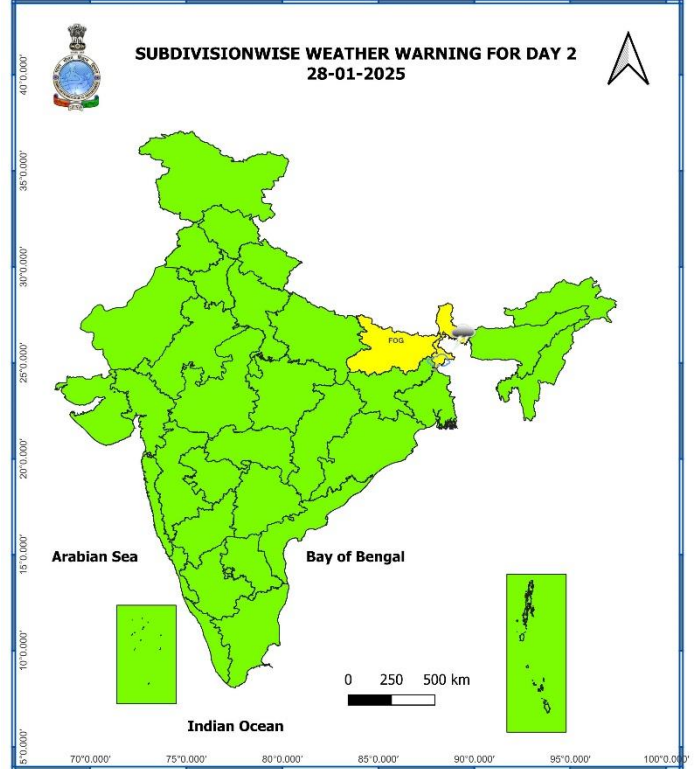 SUBDIVISIONWISE WEATHER WARNING FOR DAY 2
28-01-2025
40°0.000'
35°0.000'
30°0.000'
25°0.000'
20°0.000'
15°0.000'
10°0.000'
5°0.000'
FOG
Arabian Sea
Bay of Bengal
0 250 500 km
Indian Ocean
70°0.000' 75°0.000' 80°0.000' 85°0.000' 90°0.000' 95°0.000' 100°0.000'